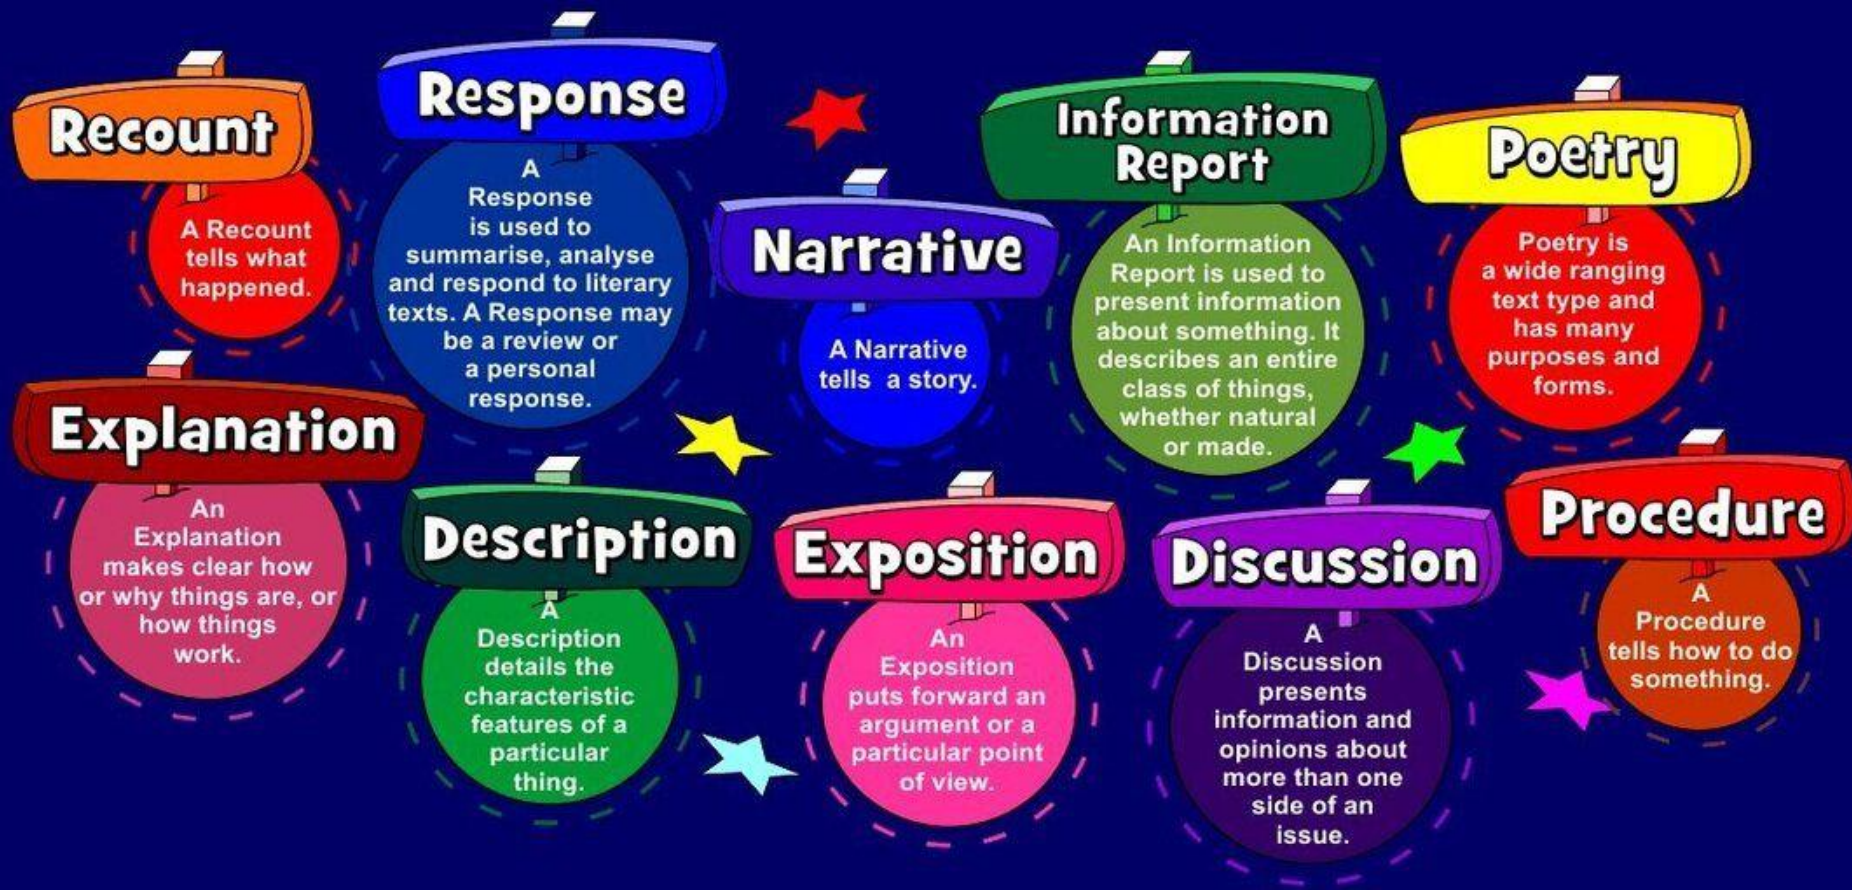 Recount
A Recount
tells what
happened.
Response
A
Response
is used to
summarise, analyse
and respond to literary
texts. A Response may
be a review or
a personal
response.
Narrative
A Narrative
tells a story.
Information
Report
An Information
Report is used to
present information
about something. It
describes an entire
class of things,
whether natural
or made.
Poetry
Poetry is
a wide ranging
text type and
has many
purposes and
forms.
Explanation
An
Explanation
makes clear how
or why things are, or
how things
work.
Description
A
Description
details the
characteristic
features of a
particular
thing.
Exposition
An
Exposition
puts forward an
argument or a
particular point
of view.
Discussion
A
Discussion
presents
information and
opinions about
more than one
side of an
issue.
Procedure
A
Procedure
tells how to do
something.